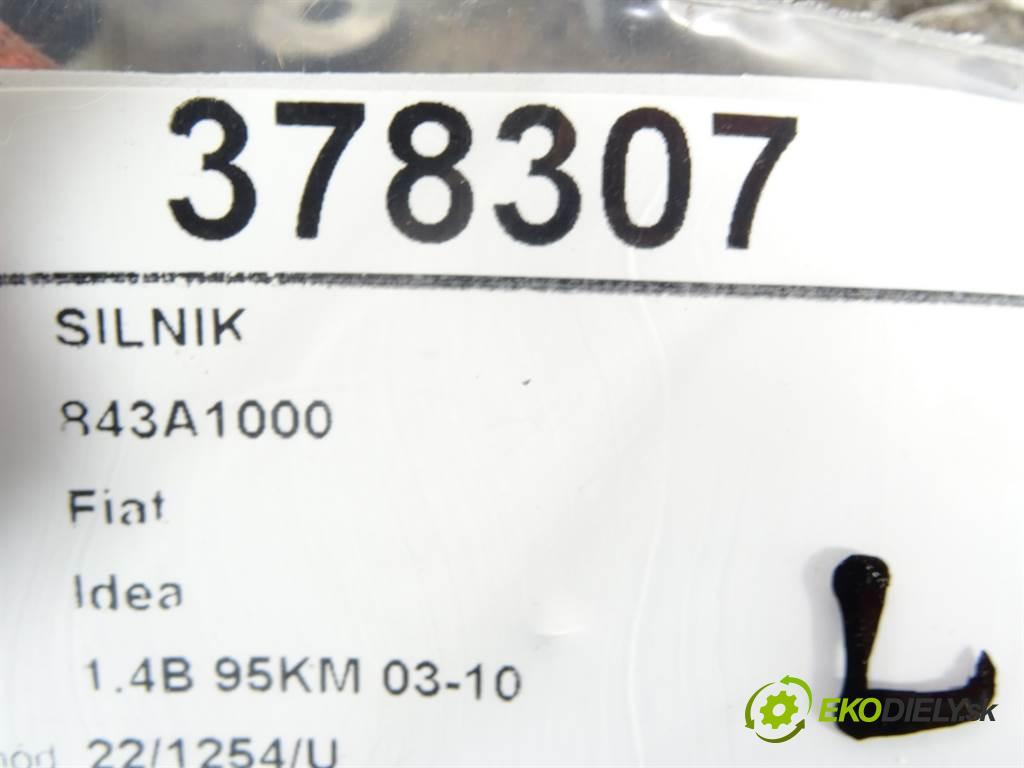 378307
SILNIK
843A1000
Fiat
Idea
1.4B 95KM 03-10
22/1254/U
L
EKODIELY.sk